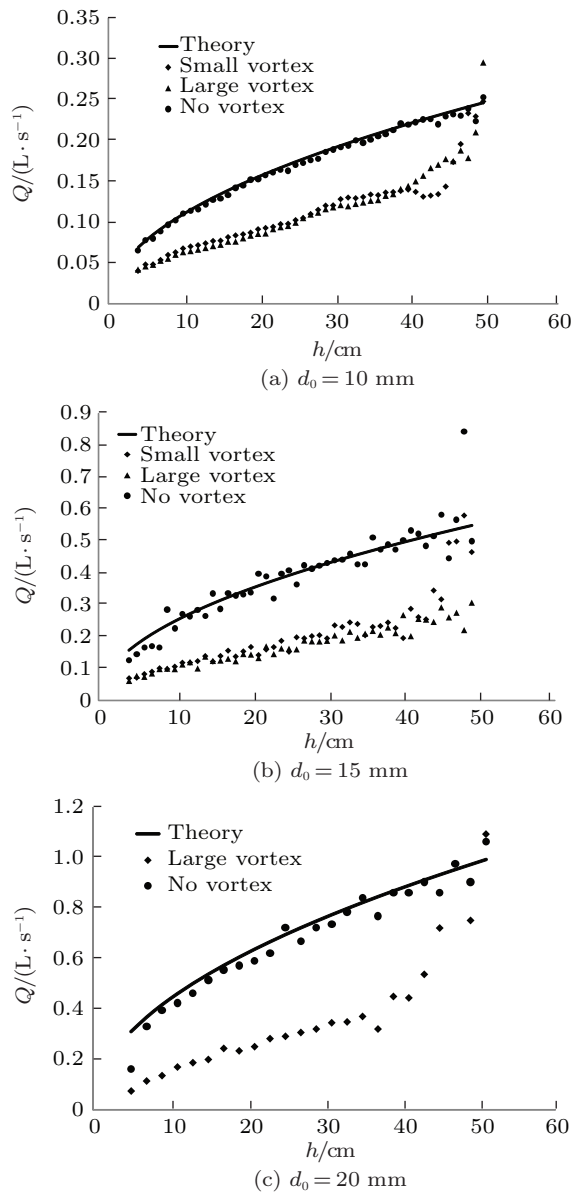 0.35
0.30
0.25
0.20
0.15
0.10
0.05
0
Q/(L· s⁻¹)
Theory
Small vortex
Large vortex
No vortex
10 20 30 40 50 60
h/cm
(a) d₀ = 10 mm
0.9
0.8
0.7
0.6
0.5
0.4
0.3
0.2
0.1
0
Q/(L· s⁻¹)
Theory
Small vortex
Large vortex
No vortex
0 10 20 30 40 50 60
h/cm
(b) d₀ = 15 mm
1.2
1.0
0.8
0.6
0.4
0.2
0
Q/(L· s⁻¹)
Theory
Large vortex
No vortex
0 10 20 30 40 50 60
h/cm
(c) d₀ = 20 mm